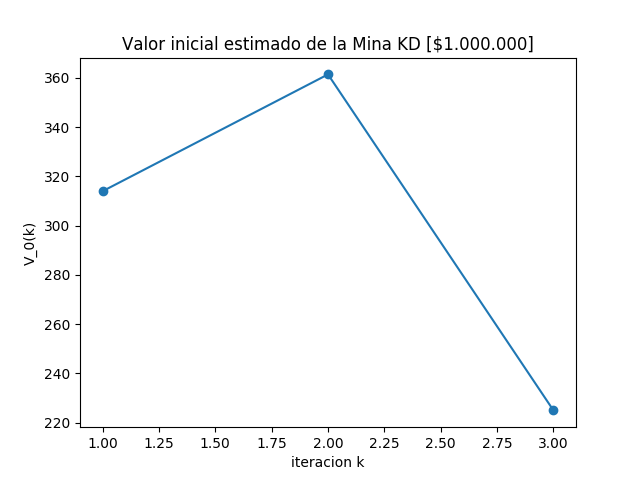 Valor inicial estimado de la Mina KD [$1.000.000]
360
340
320
300
280
260
240
220
V_0(k)
1.00 1.25 1.50 1.75 2.00 2.25 2.50 2.75 3.00
iteracion k